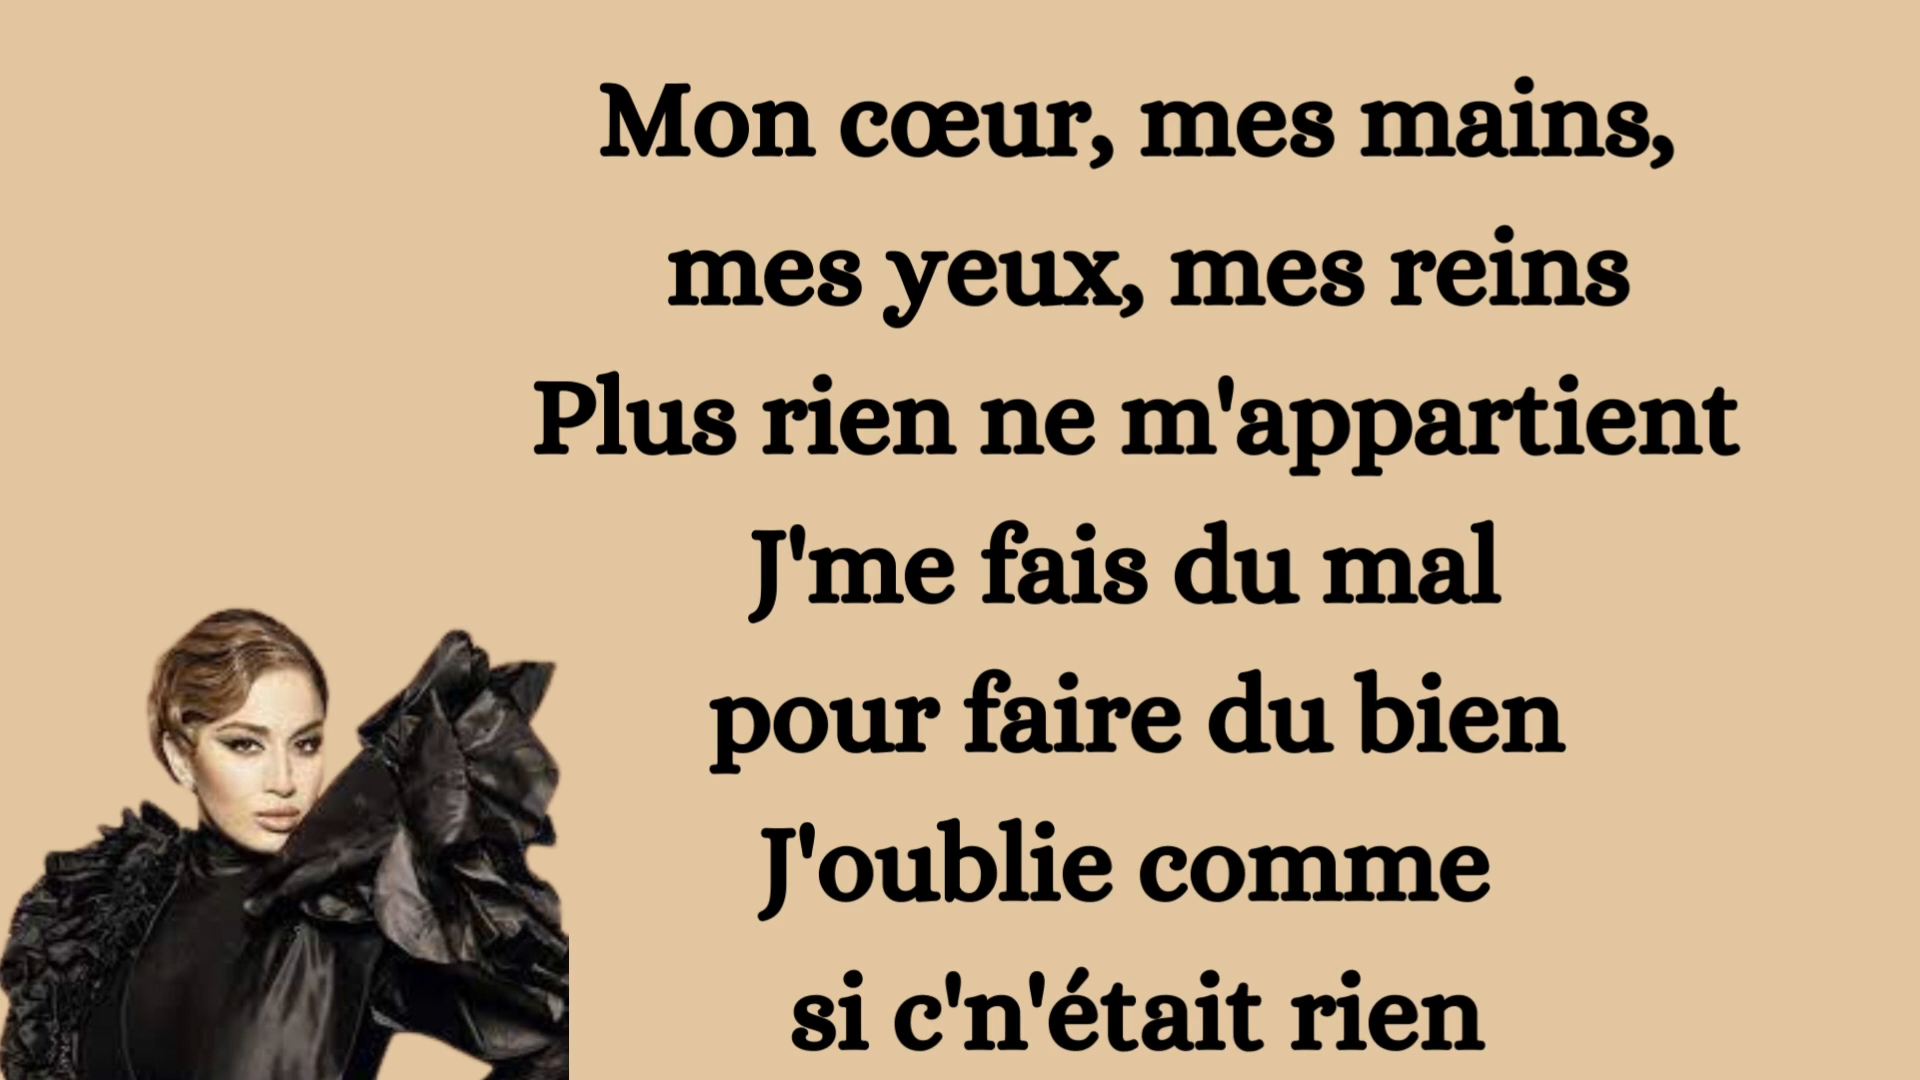 Mon cœur, mes mains,
mes yeux, mes reins
Plus rien ne m'appartient
J'me fais du mal
pour faire du bien
J'oublie comme
si c'n'était rien